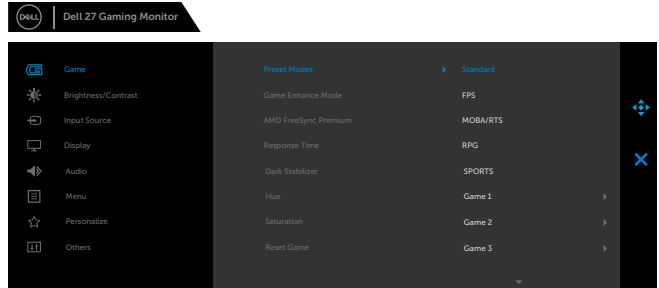 DELL
Dell 27 Gaming Monitor
Game
Preset Modes
Standard
Brightness/Contrast
Game Enhance Mode
FPS
Input Source
AMD FreeSync Premium
MOBA/RTS
Display
Response Time
RPG
Audio
Dark Stabilizer
SPORTS
Menu
Hue
Game 1
Personalize
Saturation
Game 2
Others
Reset Game
Game 3